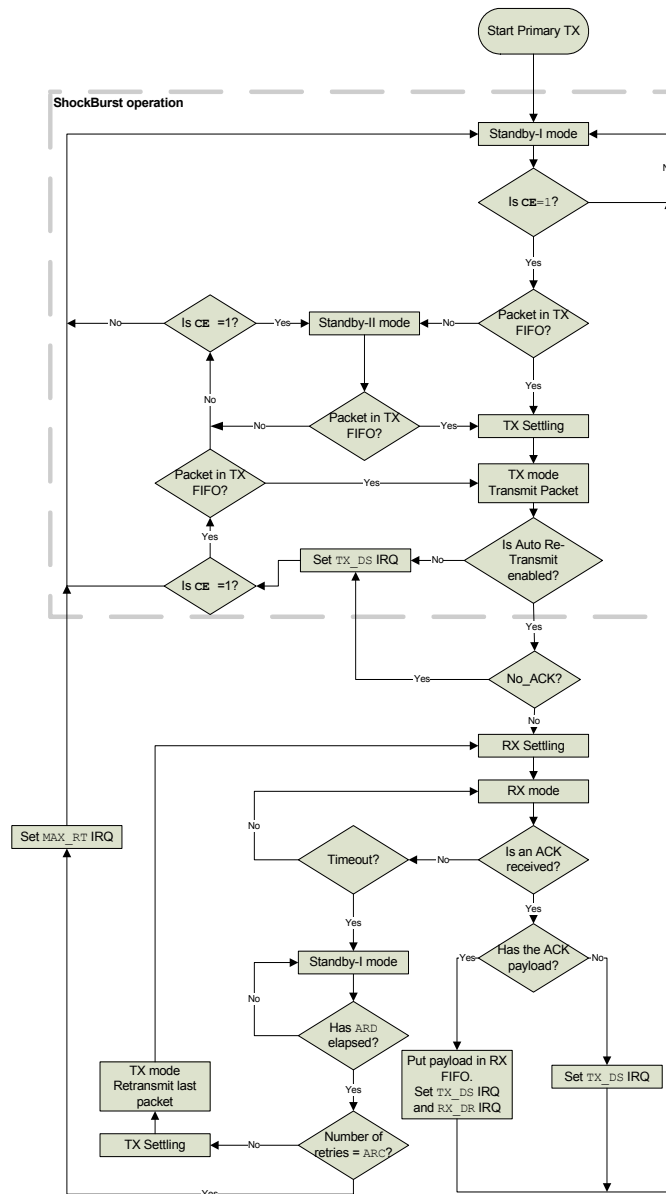 Start Primary TX
ShockBurst operation
Standby-I mode
Is CE=1?
Yes
Is CE =1?
No
Yes
Standby-II mode
No
Packet in TX
FIFO?
Yes
No
Packet in TX
FIFO?
No
Yes
TX Settling
Packet in TX
FIFO?
Yes
TX mode
Transmit Packet
Yes
Is CE =1?
Set TX_DS IRQ
No
Is Auto Re-
Transmit
enabled?
Yes
Yes
No_ACK?
No
RX Settling
RX mode
Set MAX_RT IRQ
No
Timeout?
No
Is an ACK
received?
Yes
Yes
Standby-I mode
Yes
Has the ACK
payload?
No
No
Has ARD
elapsed?
Yes
TX mode
Retransmit last
packet
Put payload in RX
FIFO.
Set TX_DS IRQ
and RX_DR IRQ
Set TX_DS IRQ
TX Settling
No
Number of
retries = ARC?
Yes